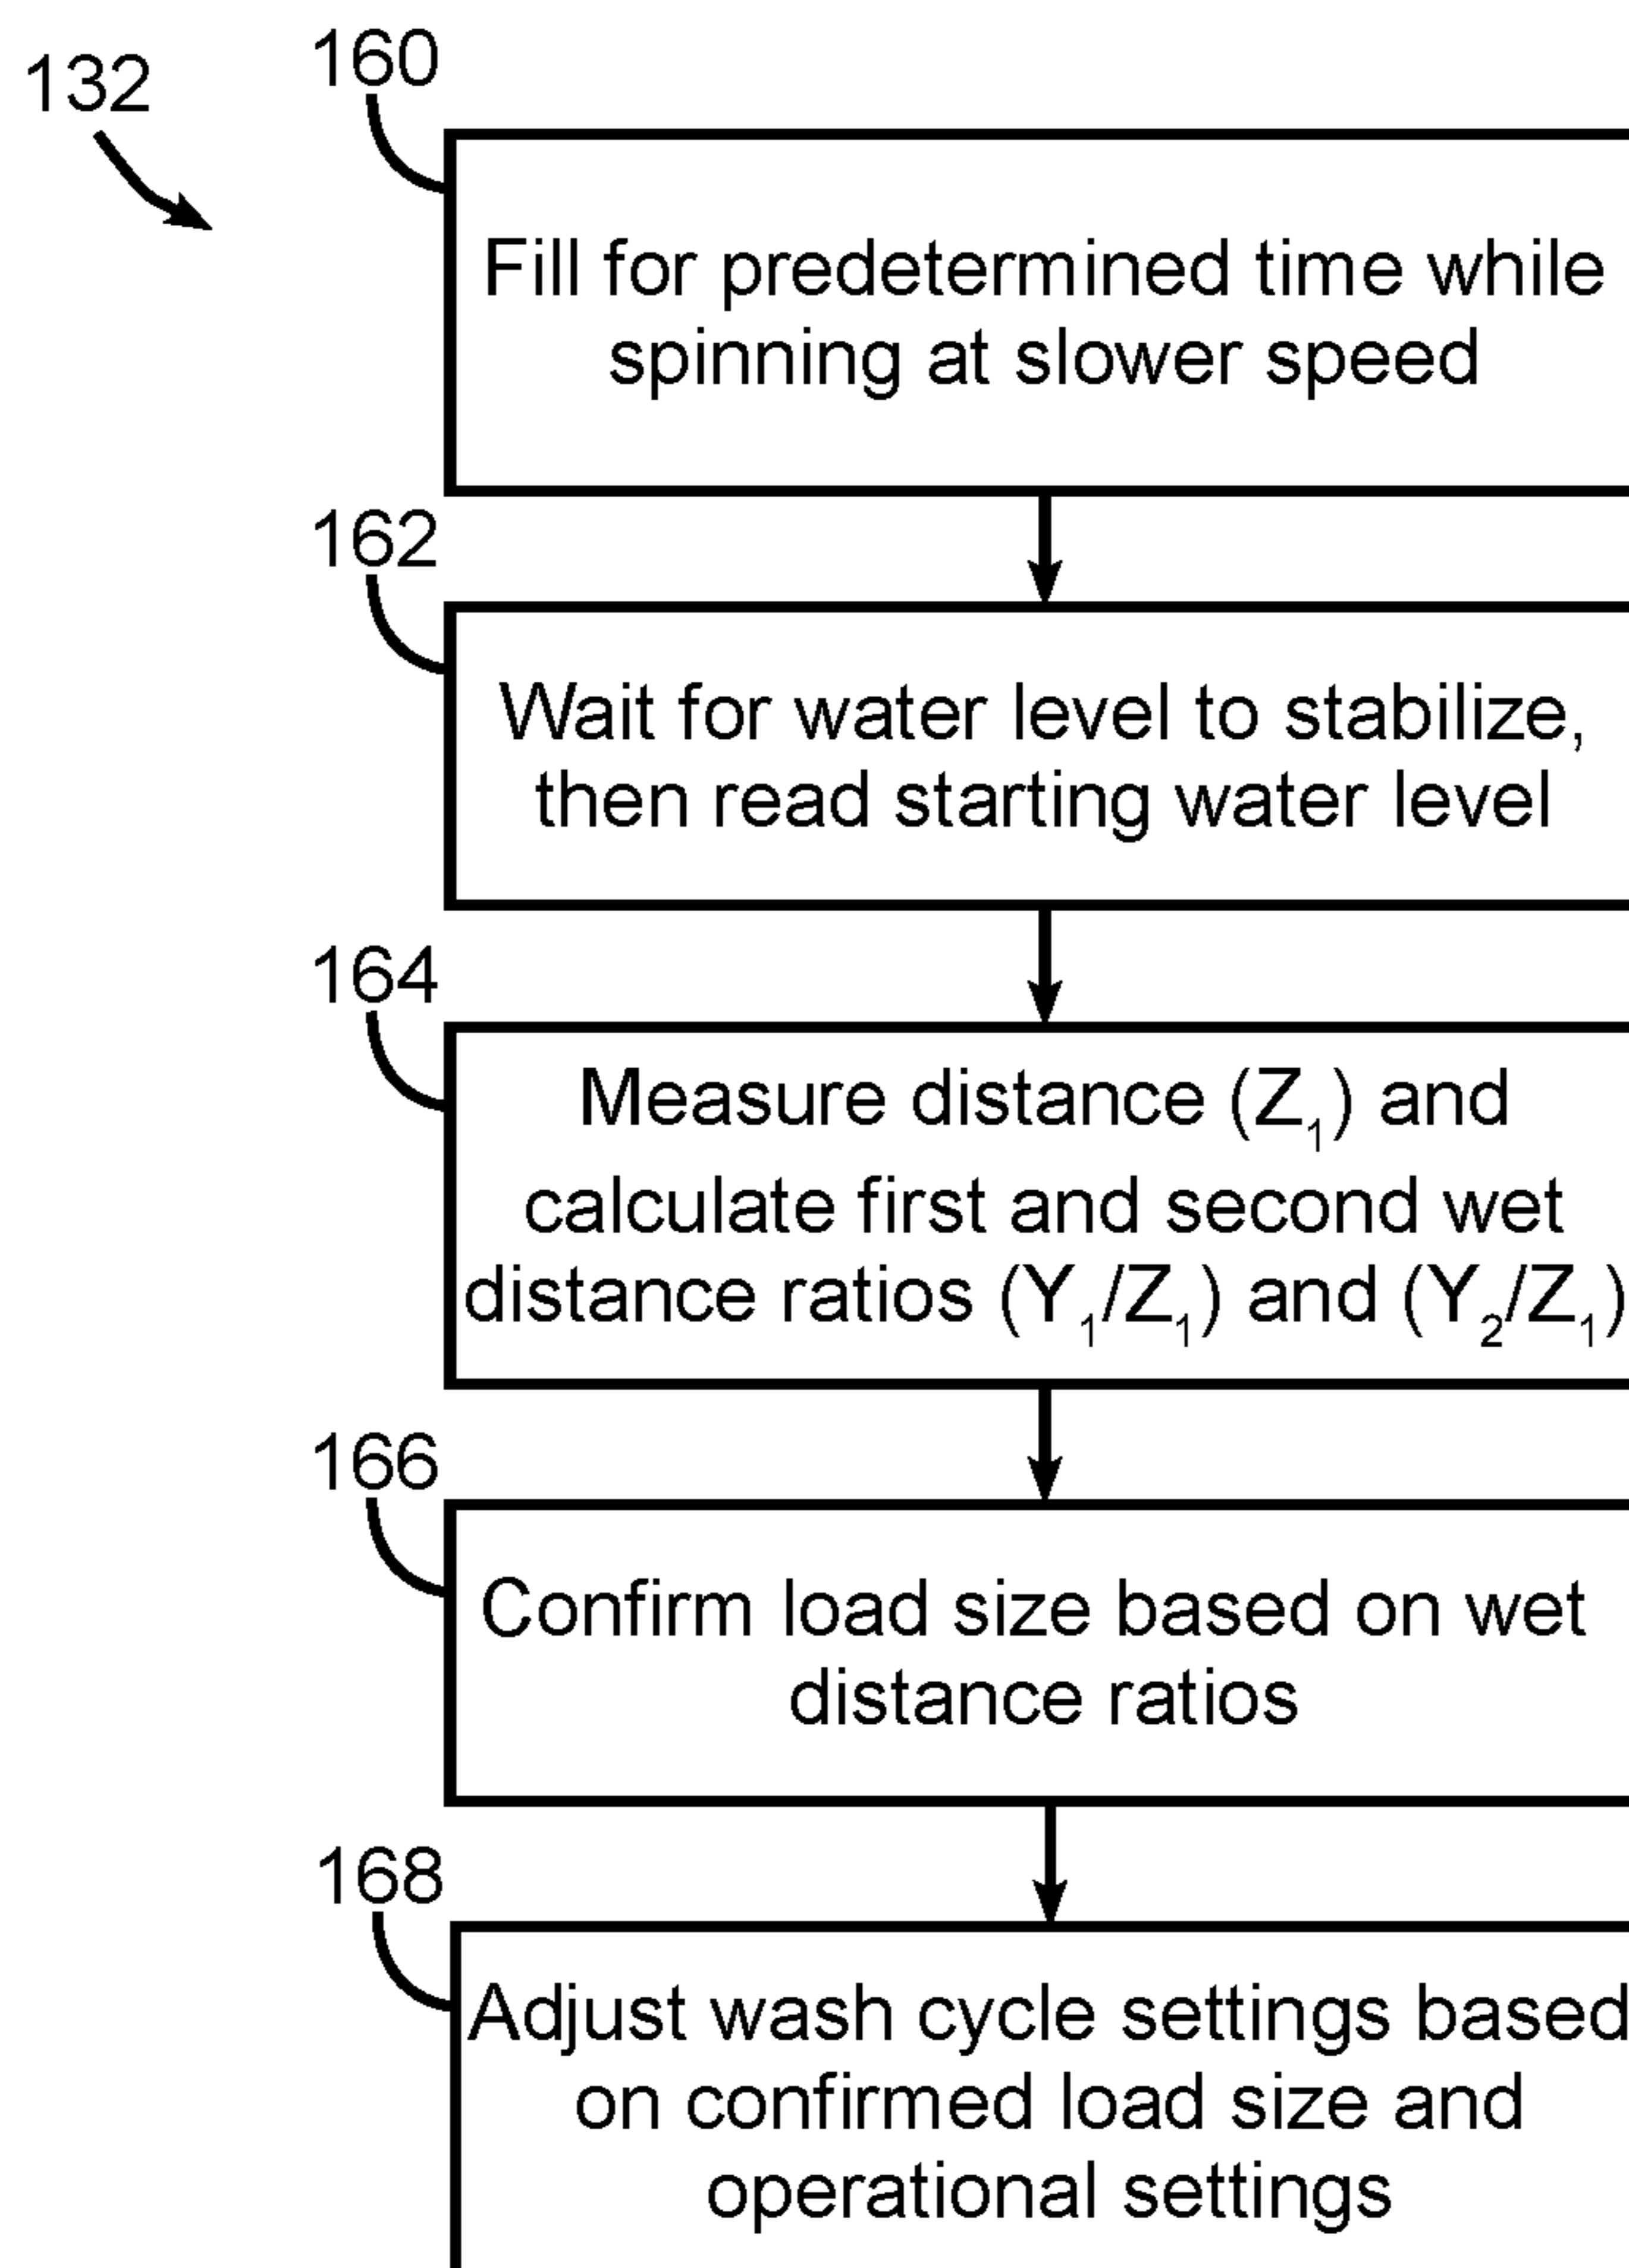 132
160
Fill for predetermined time while
spinning at slower speed
162
Wait for water level to stabilize,
then read starting water level
164
Measure distance (Z₁) and
calculate first and second wet
distance ratios (Y₁/Z₁) and (Y₂/Z₁)
166
Confirm load size based on wet
distance ratios
168
Adjust wash cycle settings based
on confirmed load size and
operational settings